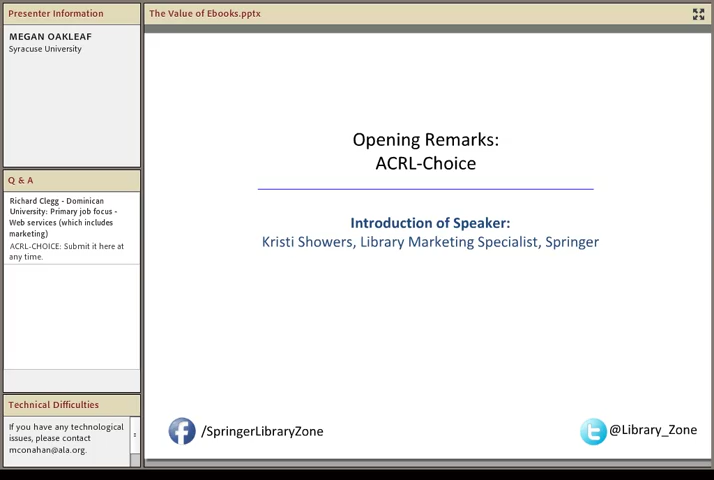 Presenter Information
MEGAN OAKLEAF
Syracuse University
Q & A
Richard Clegg - Dominican
University: Primary job focus -
Web services (which includes
marketing)
ACRL-CHOICE: Submit it here at
any time.
Technical Difficulties
If you have any technological
issues, please contact
mconahan@ala.org.
The Value of Ebooks.pptx
Opening Remarks:
ACRL-Choice
Introduction of Speaker:
Kristi Showers, Library Marketing Specialist, Springer
/SpringerLibraryZone
@Library_Zone